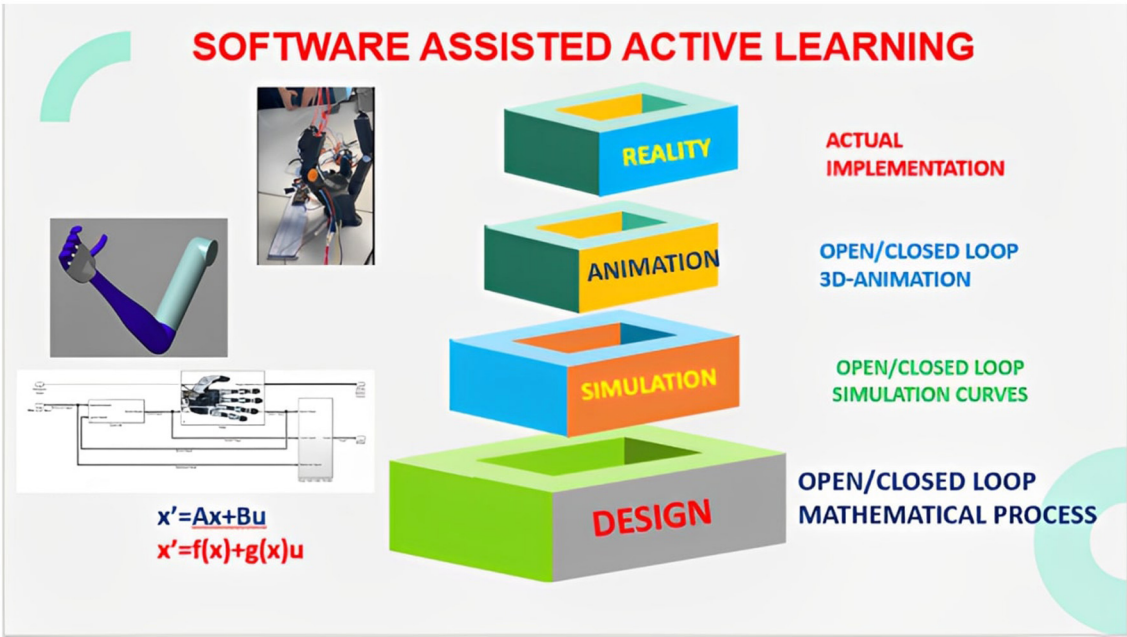 SOFTWARE ASSISTED ACTIVE LEARNING
REALITY
ACTUAL
IMPLEMENTATION
ANIMATION
OPEN/CLOSED LOOP
3D-ANIMATION
SIMULATION
OPEN/CLOSED LOOP
SIMULATION CURVES
DESIGN
OPEN/CLOSED LOOP
MATHEMATICAL PROCESS
x’=Ax+Bu
x’=f(x)+g(x)u